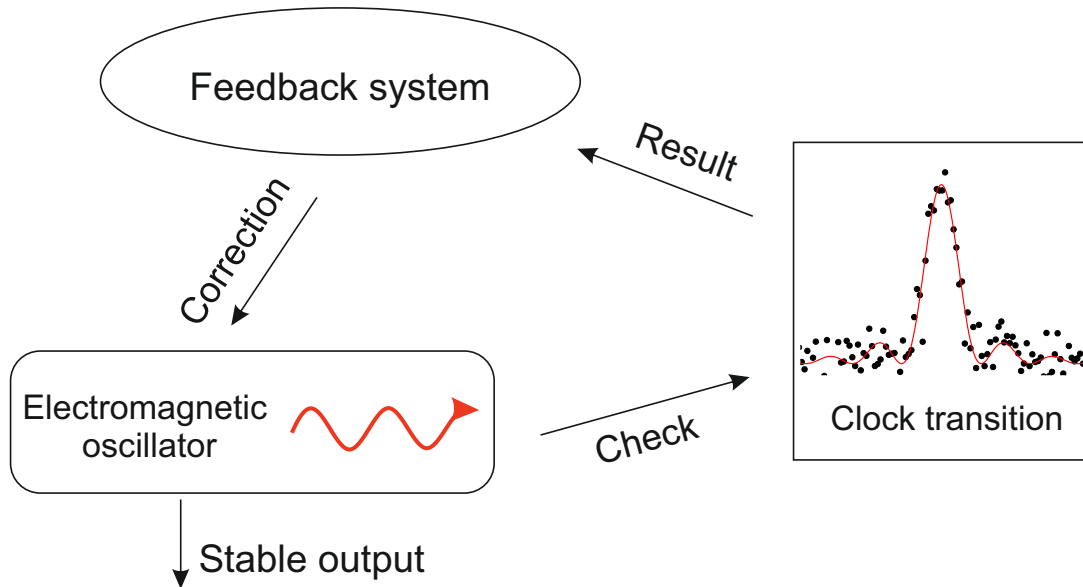 Feedback system
Result
Correction
Electromagnetic
oscillator
Check
Clock transition
Stable output